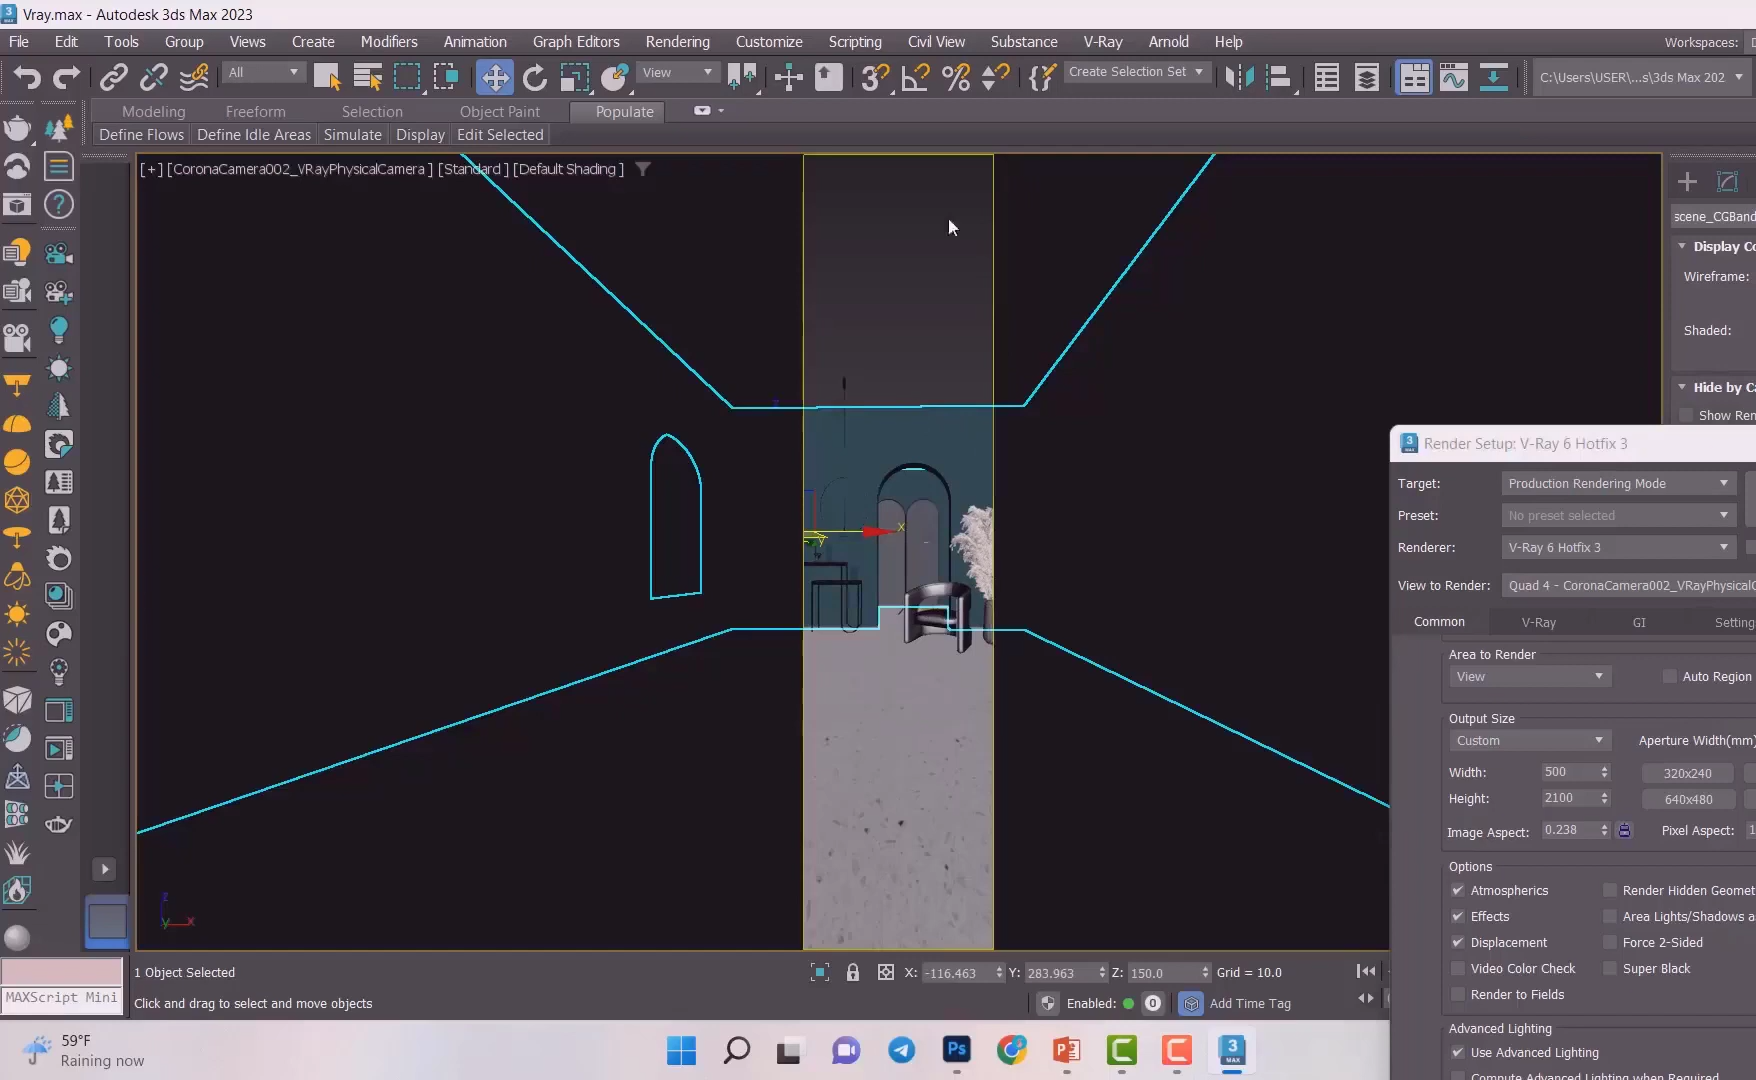 Vray.max - Autodesk 3ds Max 2023
File Edit Tools Group Views Create Modifiers Animation Graph Editors Rendering Customize Scripting Civil View Substance V-Ray Arnold Help Workspaces:
All View Create Selection Set C:\Users\USER\...s\3ds Max 202
Modeling Freeform Selection Object Paint Populate
Define Flows Define Idle Areas Simulate Display Edit Selected
[+] [CoronaCamera002_VRayPhysicalCamera ] [Standard ] [Default Shading ]
scene_CGBand
Display Co
Wireframe:
Shaded:
Hide by Ca
Show Ren
Render Setup: V-Ray 6 Hotfix 3
Target: Production Rendering Mode
Preset: No preset selected
Renderer: V-Ray 6 Hotfix 3
View to Render: Quad 4 - CoronaCamera002_VRayPhysicalC
Common V-Ray GI Setting
Area to Render
View Auto Region
Output Size
Custom Aperture Width(mm)
Width: 500 320x240
Height: 2100 640x480
Image Aspect: 0.238 Pixel Aspect: 1
Options
Atmospherics Render Hidden Geomet
Effects Area Lights/Shadows a
Displacement Force 2-Sided
Video Color Check Super Black
Render to Fields
Advanced Lighting
Use Advanced Lighting
Compute Advanced Lighting when Required
x
y
z
x
y
1 Object Selected X: -116.463 Y: 283.963 Z: 150.0 Grid = 10.0
MAXScript Mini Click and drag to select and move objects Enabled: 0 Add Time Tag
59°F
Raining now
Ps
3
MAX